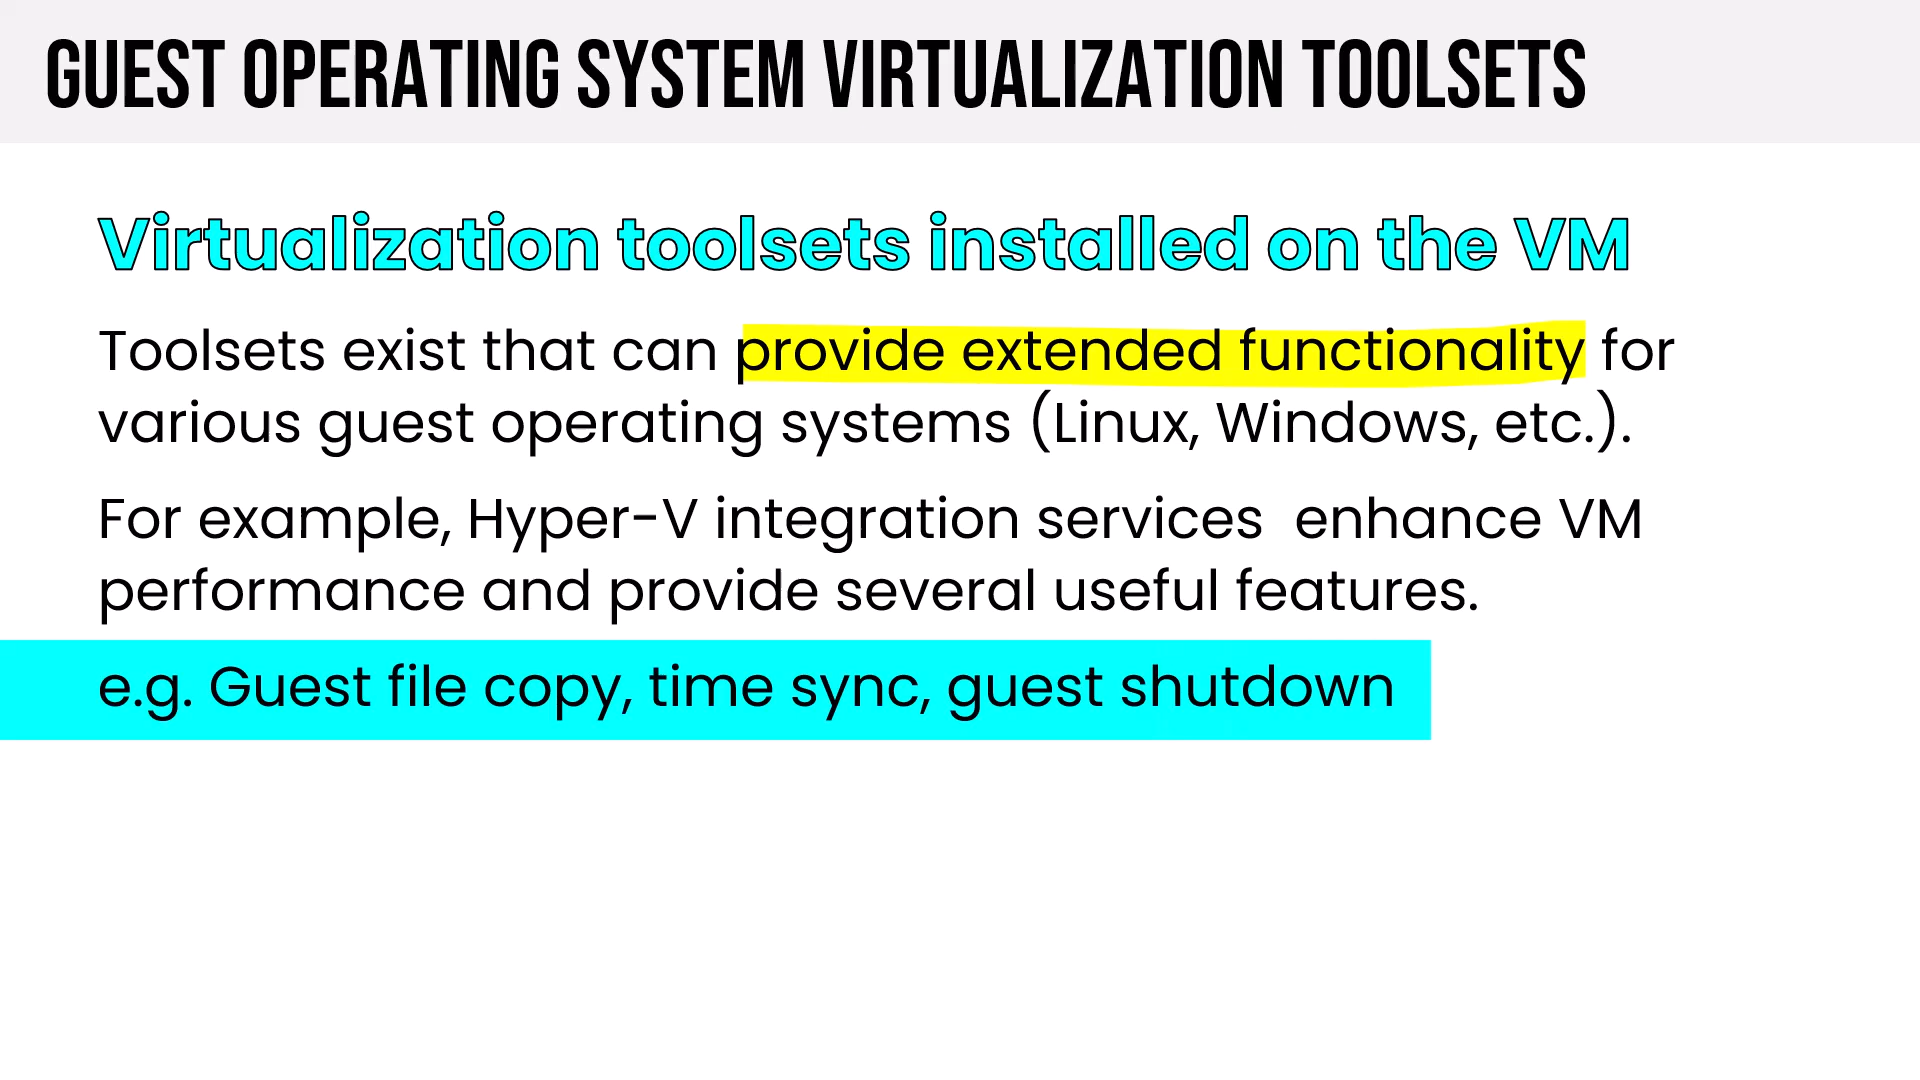 GUEST OPERATING SYSTEM VIRTUALIZATION TOOLSETS
Virtualization toolsets installed on the VM
Toolsets exist that can provide extended functionality for
various guest operating systems (Linux, Windows, etc.).
For example, Hyper-V integration services  enhance VM
performance and provide several useful features.
e.g. Guest file copy, time sync, guest shutdown